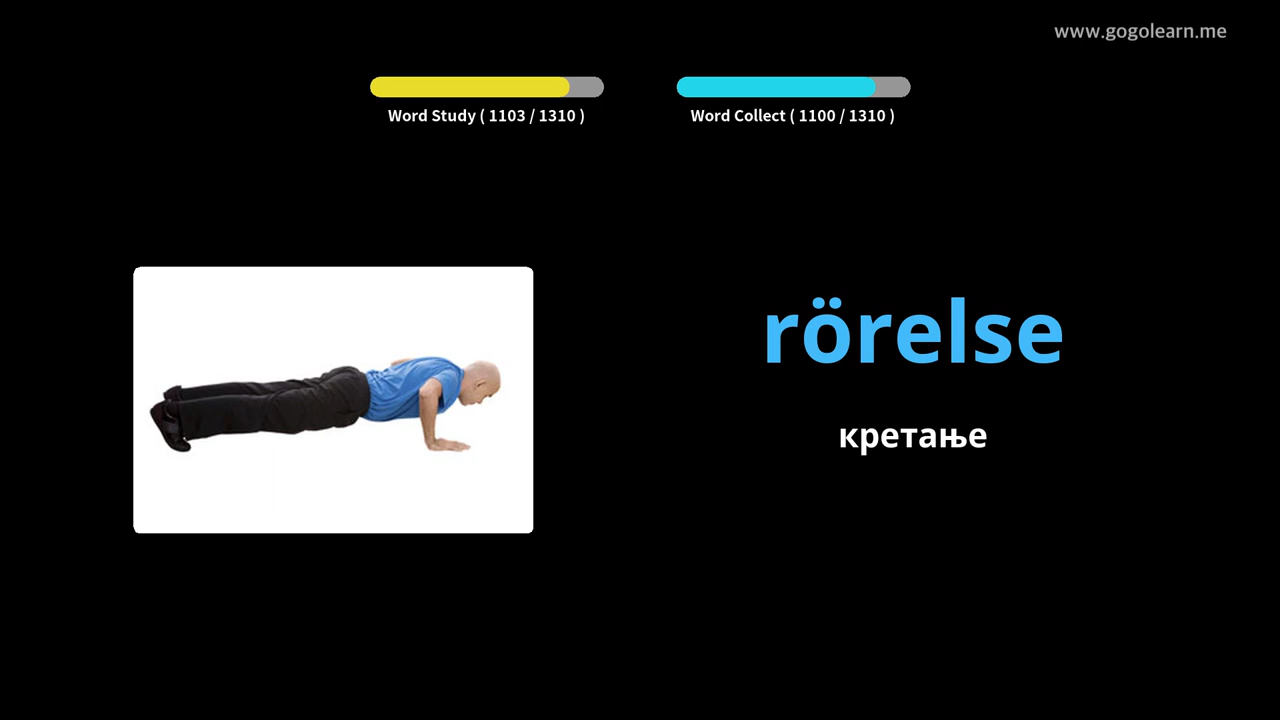 www.gogolearn.me
Word Study ( 1103 / 1310 )
Word Collect ( 1100 / 1310 )
rörelse
кретање